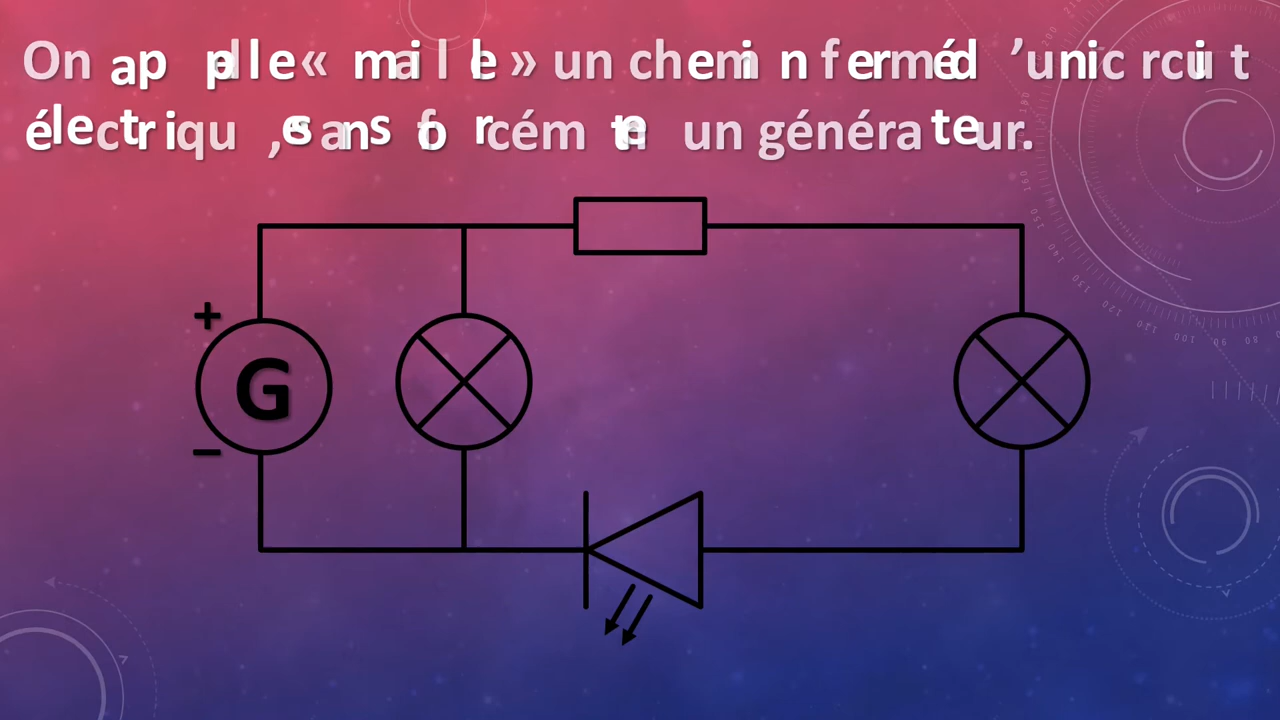 On appelle « maille » un chemin fermé d’un circuit
électrique, sans forcément un générateur.
+
G
–